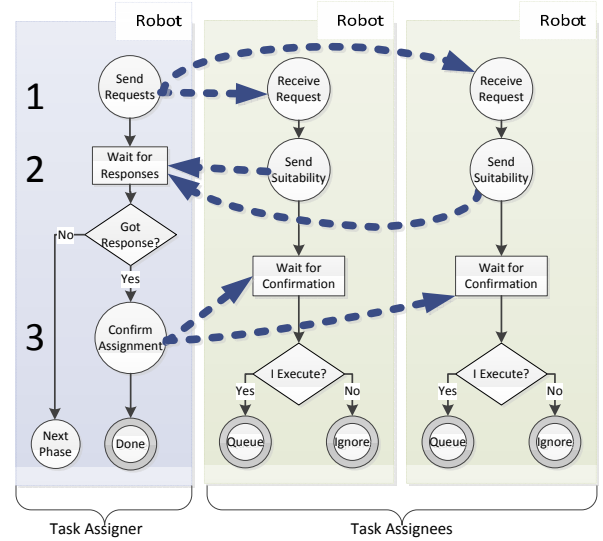 Robot
Robot
Robot
1
Send
Requests
Receive
Request
Receive
Request
2
Wait for
Responses
Send
Suitability
Send
Suitability
Got
Response?
No
Yes
Wait for
Confirmation
Wait for
Confirmation
3
Confirm
Assignment
I Execute?
Yes
No
I Execute?
Yes
No
Next
Phase
Done
Queue
Ignore
Queue
Ignore
Task Assigner
Task Assignees